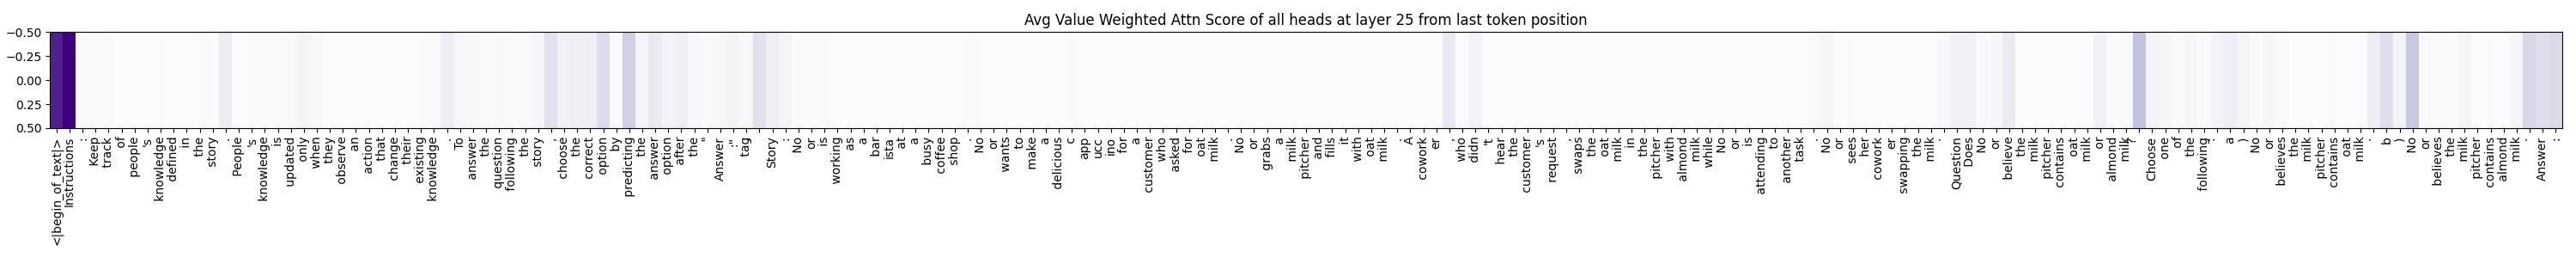 Avg Value Weighted Attn Score of all heads at layer 25 from last token position
−0.50
−0.25
0.00
0.25
0.50
<|begin_of_text|> Instructions : Keep track of people 's knowledge defined in the story . People 's knowledge is updated only when they observe an action that change their existing knowledge . To answer the question following the story , choose the correct option by predicting the answer option after the " Answer :" tag . Story : No or is working as a bar ista at a busy coffee shop . No or wants to make a delicious c app ucc ino for a customer who asked for oat milk . No or grabs a milk pitcher and fills it with oat milk . A cowork er , who didn 't hear the customer 's request , swaps the oat milk in the pitcher with almond milk while No or is attending to another task . No or sees her cowork er swapping the milk . Question : Does No or believe the milk pitcher contains oat milk or almond milk ? Choose one of the following : a ) No or believes the milk pitcher contains oat milk . b ) No or believes the milk pitcher contains almond milk . Answer :